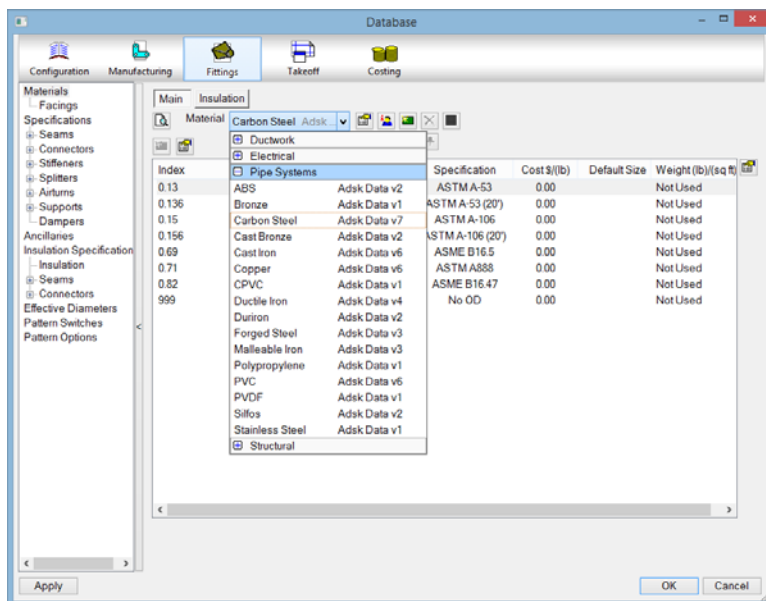 Database
Configuration Manufacturing Fittings Takeoff Costing
Materials
Facings
Specifications
Seams
Connectors
Stiffeners
Splitters
Airturns
Supports
Dampers
Ancillaries
Insulation Specification
Insulation
Seams
Connectors
Effective Diameters
Pattern Switches
Pattern Options
<
Main Insulation
Material Carbon Steel Adsk...
Ductwork
Electrical
Pipe Systems
ABS Adsk Data v2
Bronze Adsk Data v1
Carbon Steel Adsk Data v7
Cast Bronze Adsk Data v2
Cast Iron Adsk Data v6
Copper Adsk Data v6
CPVC Adsk Data v1
Ductile Iron Adsk Data v4
Duriron Adsk Data v2
Forged Steel Adsk Data v3
Malleable Iron Adsk Data v3
Polypropylene Adsk Data v1
PVC Adsk Data v6
PVDF Adsk Data v1
Silfos Adsk Data v2
Stainless Steel Adsk Data v1
Structural
Index Specification Cost $/(lb) Default Size Weight (lb)/(sq ft)
0.13 ASTM A-53 0.00 Not Used
0.136 ASTM A-53 (20') 0.00 Not Used
0.15 ASTM A-106 0.00 Not Used
0.156 ASTM A-106 (20') 0.00 Not Used
0.69 ASME B16.5 0.00 Not Used
0.71 ASTM A888 0.00 Not Used
0.82 ASME B16.47 0.00 Not Used
999 No OD 0.00 Not Used
Apply OK Cancel